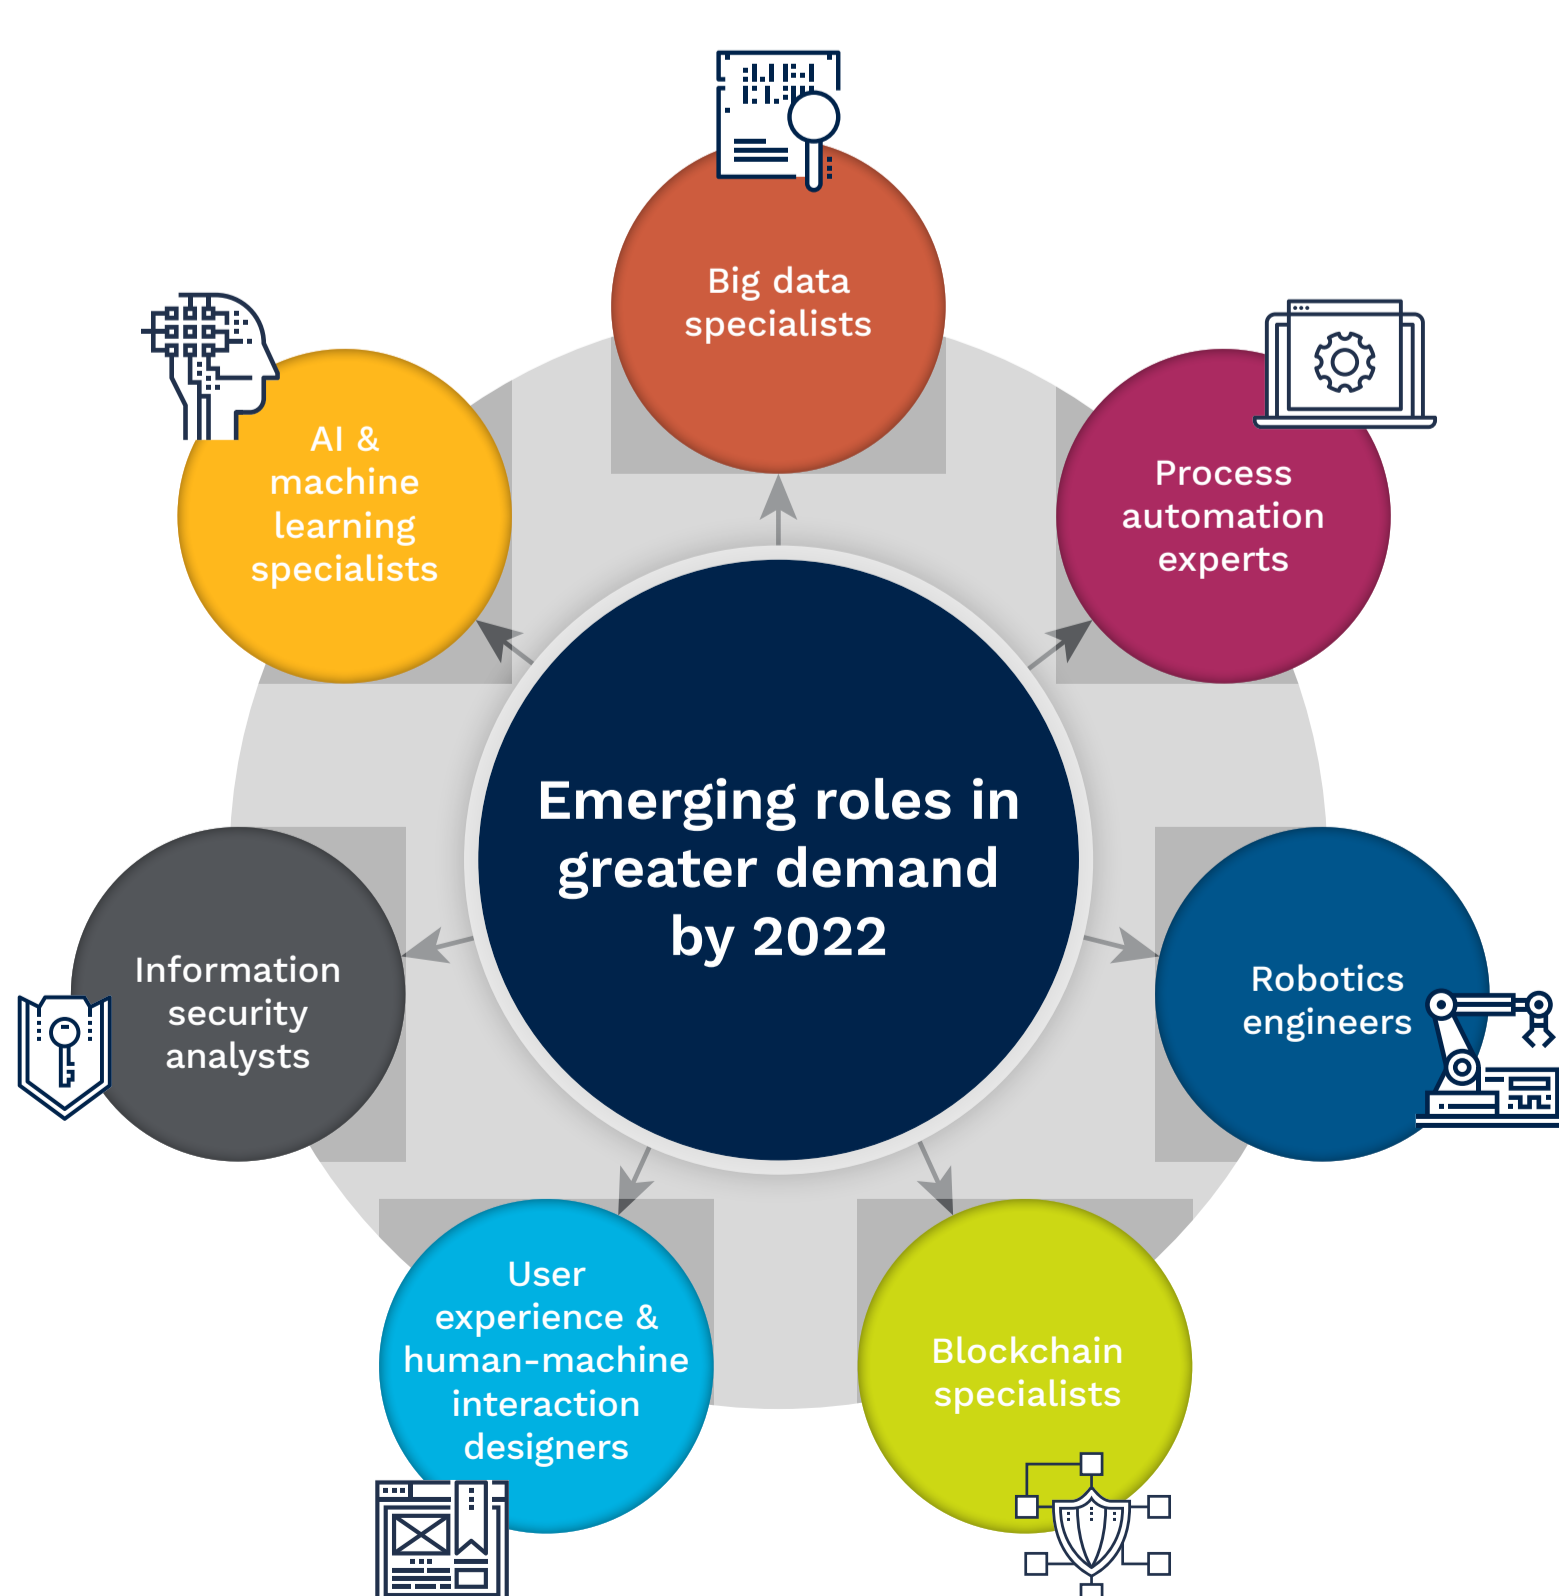 Big data
specialists
Process
automation
experts
Robotics
engineers
Blockchain
specialists
User
experience &
human-machine
interaction
designers
Information
security
analysts
AI &
machine
learning
specialists
Emerging roles in
greater demand
by 2022